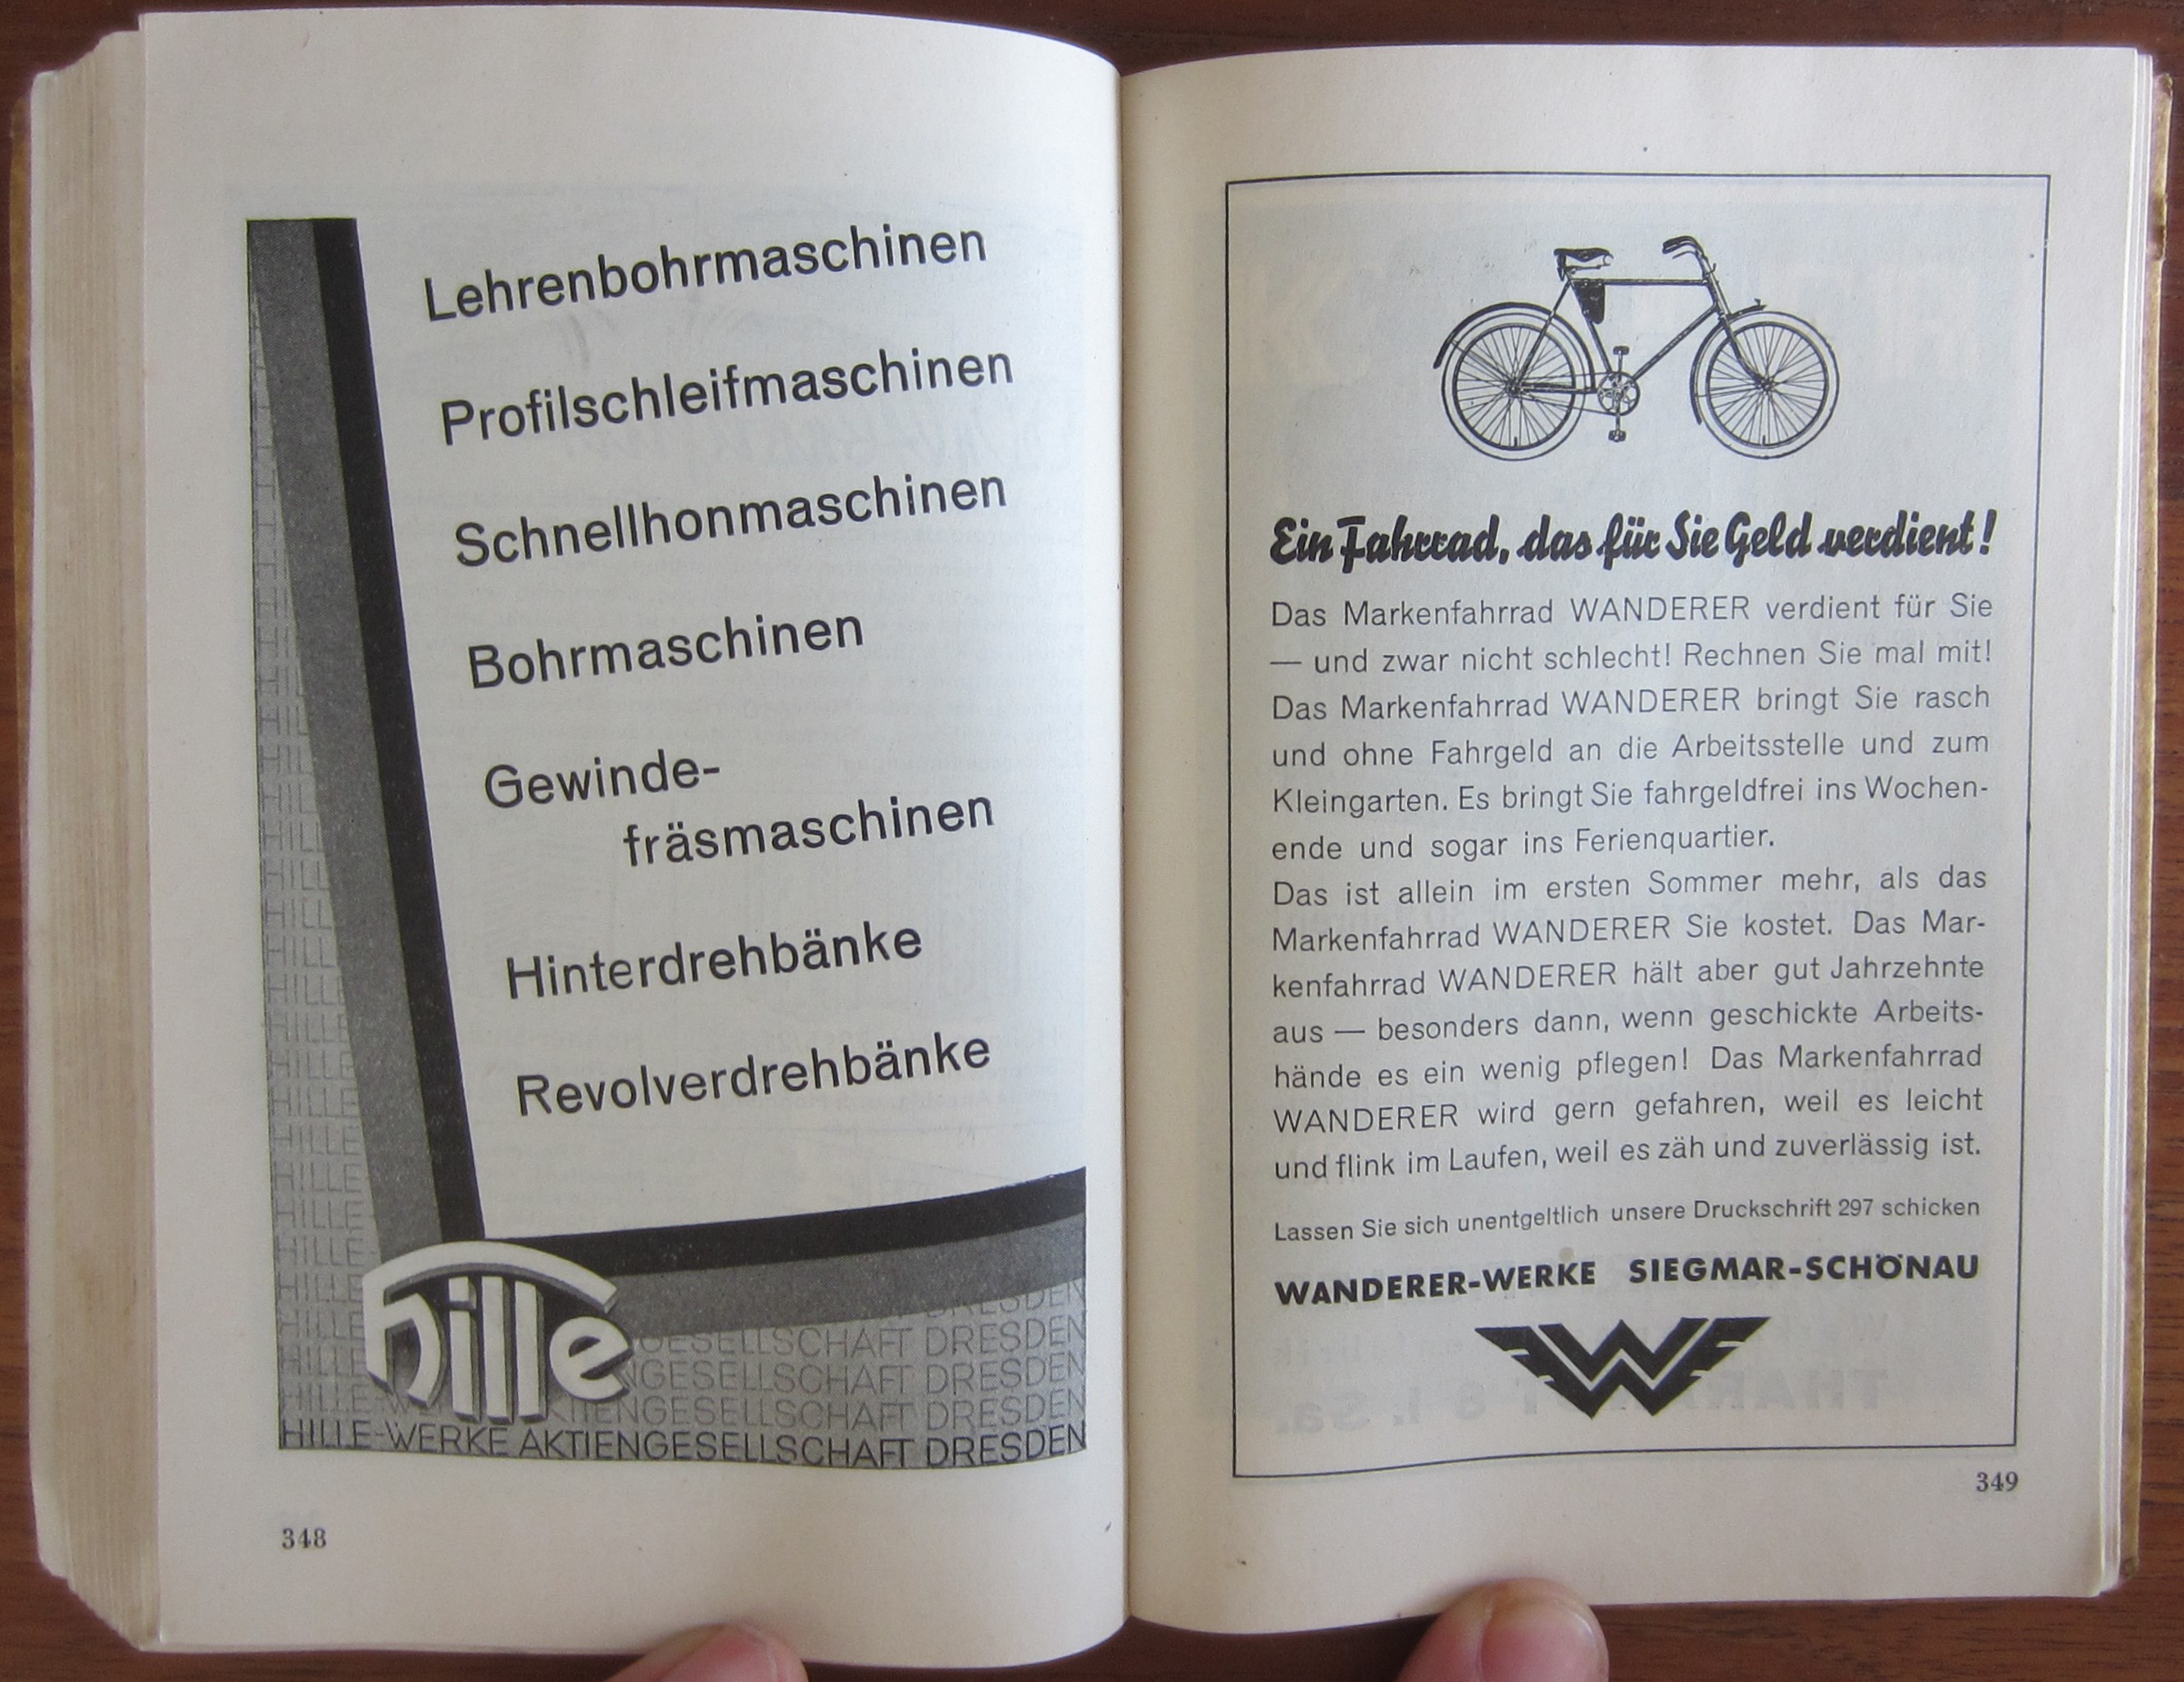 Lehrenbohrmaschinen
Profilschleifmaschinen
Schnellhonmaschinen
Bohrmaschinen
Gewinde-
fräsmaschinen
Hinterdrehbänke
Revolverdrehbänke
hille
HILLE-WERKE AKTIENGESELLSCHAFT DRESDEN
348
Ein Fahrrad, das für Sie Geld verdient!
Das Markenfahrrad WANDERER verdient für Sie
— und zwar nicht schlecht! Rechnen Sie mal mit!
Das Markenfahrrad WANDERER bringt Sie rasch
und ohne Fahrgeld an die Arbeitsstelle und zum
Kleingarten. Es bringt Sie fahrgeldfrei ins Wochen-
ende und sogar ins Ferienquartier.
Das ist allein im ersten Sommer mehr, als das
Markenfahrrad WANDERER Sie kostet. Das Mar-
kenfahrrad WANDERER hält aber gut Jahrzehnte
aus — besonders dann, wenn geschickte Arbeits-
hände es ein wenig pflegen! Das Markenfahrrad
WANDERER wird gern gefahren, weil es leicht
und flink im Laufen, weil es zäh und zuverlässig ist.
Lassen Sie sich unentgeltlich unsere Druckschrift 297 schicken
WANDERER-WERKE SIEGMAR-SCHÖNAU
W
349